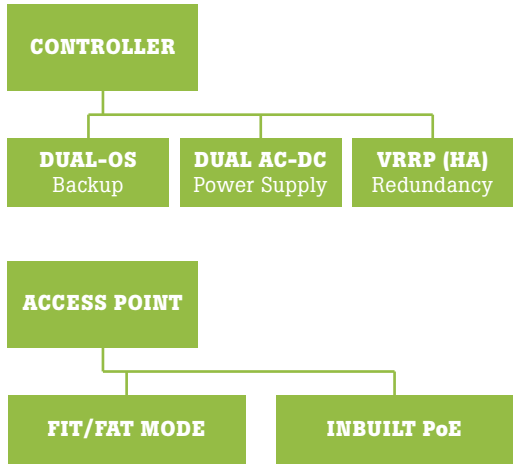 CONTROLLER
DUAL-OS
Backup
DUAL AC-DC
Power Supply
VRRP (HA)
Redundancy
ACCESS POINT
FIT/FAT MODE
INBUILT PoE